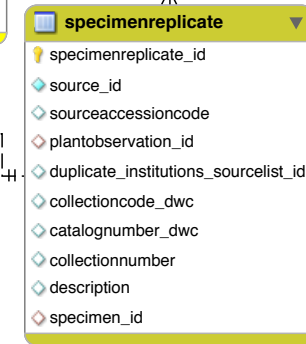 specimenreplicate
specimenreplicate_id
source_id
sourceaccessioncode
plantobservation_id
duplicate_institutions_sourcelist_id
collectioncode_dwc
catalognumber_dwc
collectionnumber
description
specimen_id